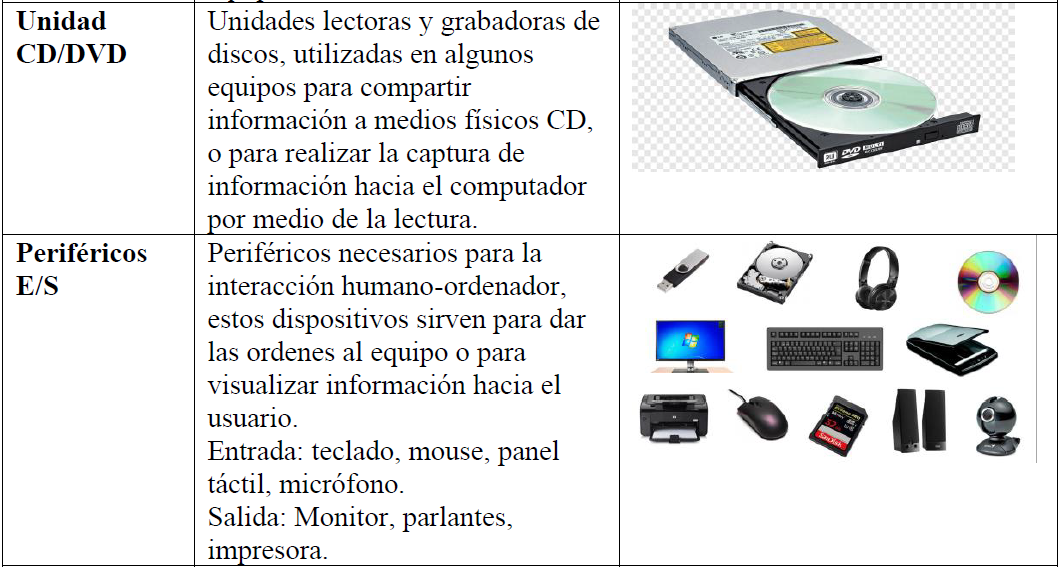 Unidad
CD/DVD
Unidades lectoras y grabadoras de
discos, utilizadas en algunos
equipos para compartir
información a medios físicos CD,
o para realizar la captura de
información hacia el computador
por medio de la lectura.
DVD
Periféricos
E/S
Periféricos necesarios para la
interacción humano-ordenador,
estos dispositivos sirven para dar
las ordenes al equipo o para
visualizar información hacia el
usuario.
Entrada: teclado, mouse, panel
táctil, micrófono.
Salida: Monitor, parlantes,
impresora.
SanDisk